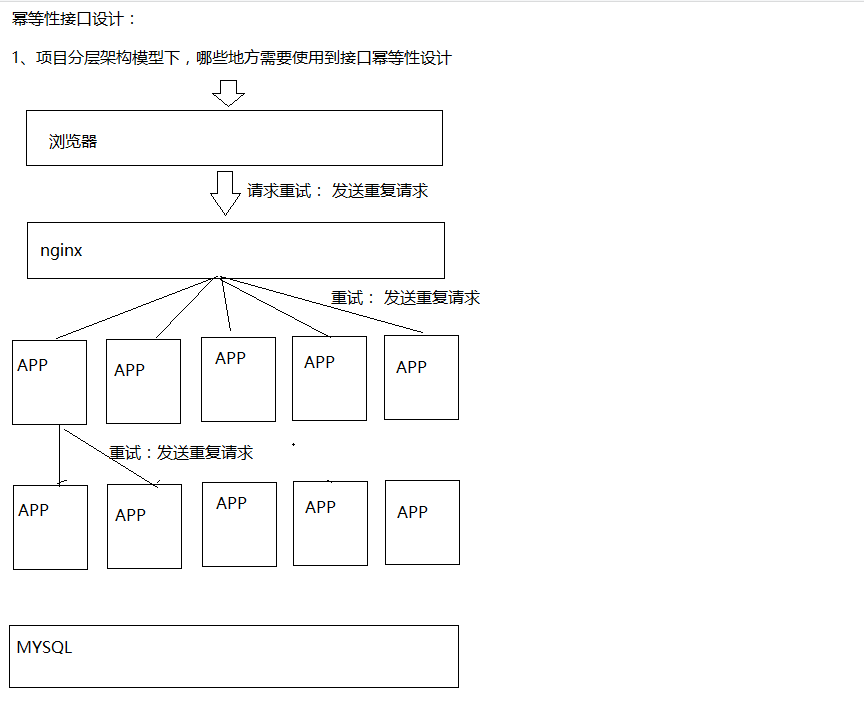 幂等性接口设计：
1、项目分层架构模型下，哪些地方需要使用到接口幂等性设计
浏览器
请求重试： 发送重复请求
nginx
重试： 发送重复请求
APP
APP
APP
APP
APP
重试：发送重复请求
APP
APP
APP
APP
APP
MYSQL